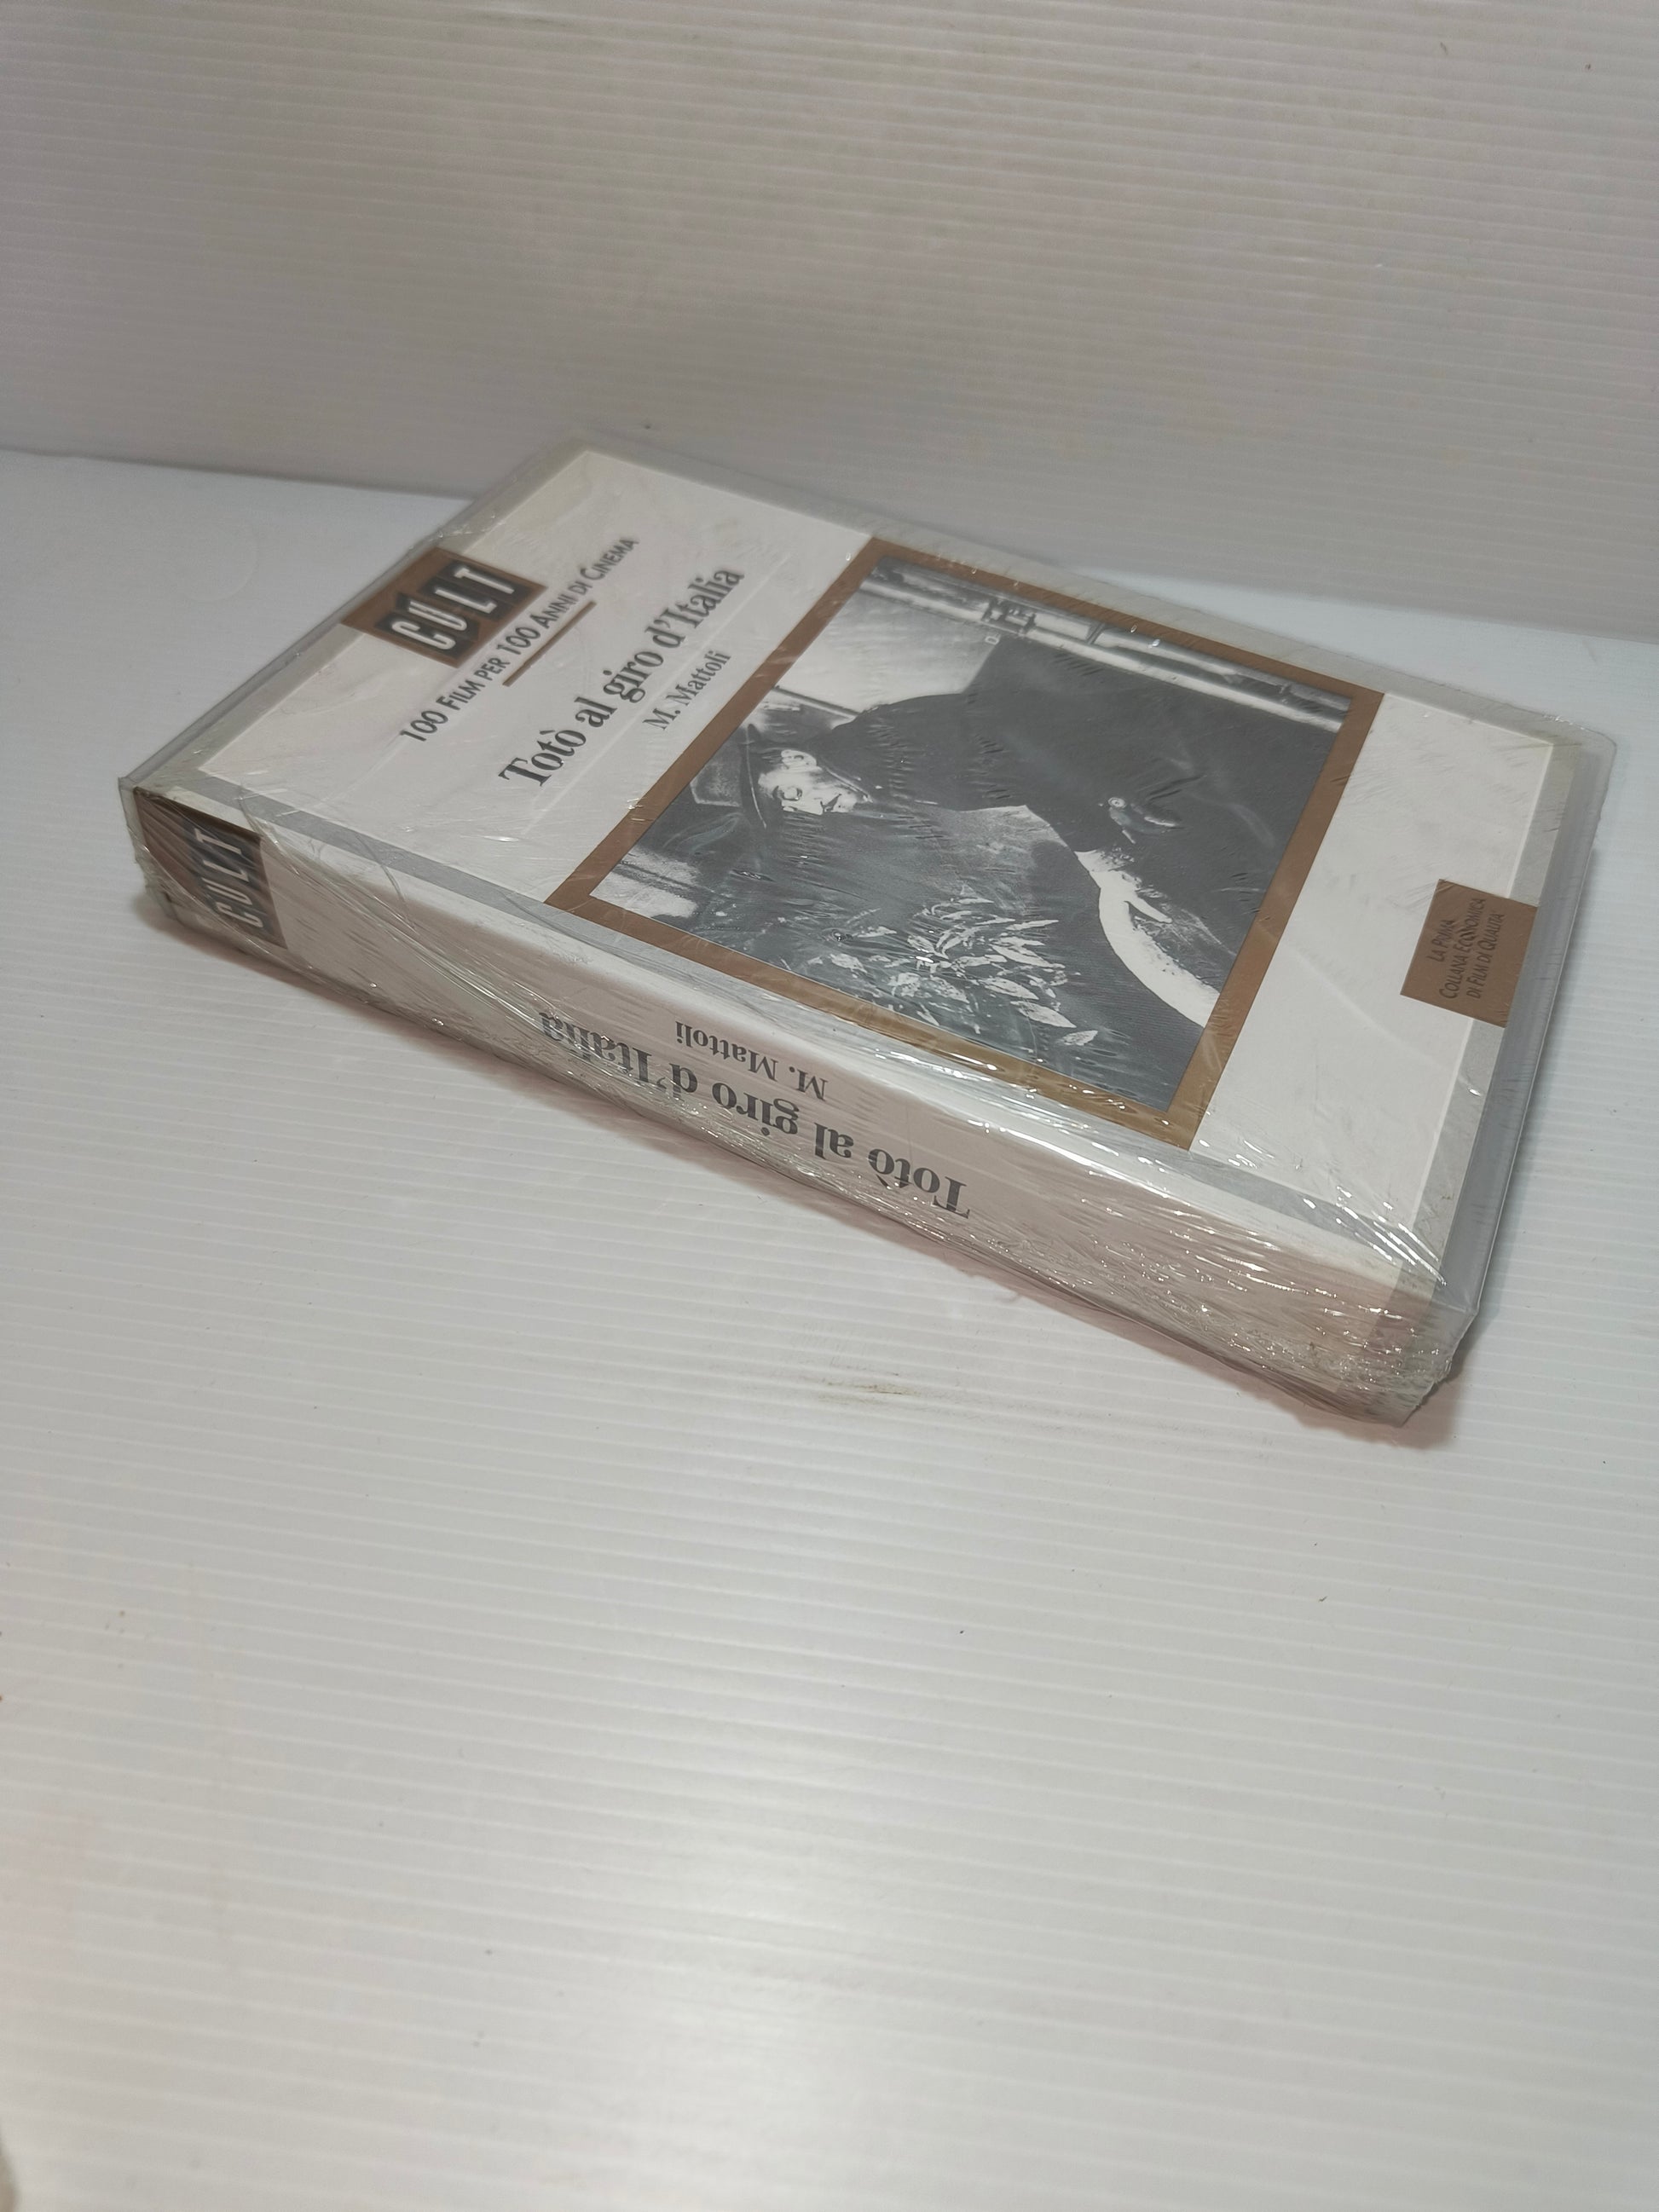 CULT
100 FILM PER 100 ANNI DI CINEMA
Totò al giro d'Italia
M. Mattoli
LA PRIMA
COLLANA ECONOMICA
DI FILM DI QUALITA'
CULT
Totò al giro d'Italia
M. Mattoli